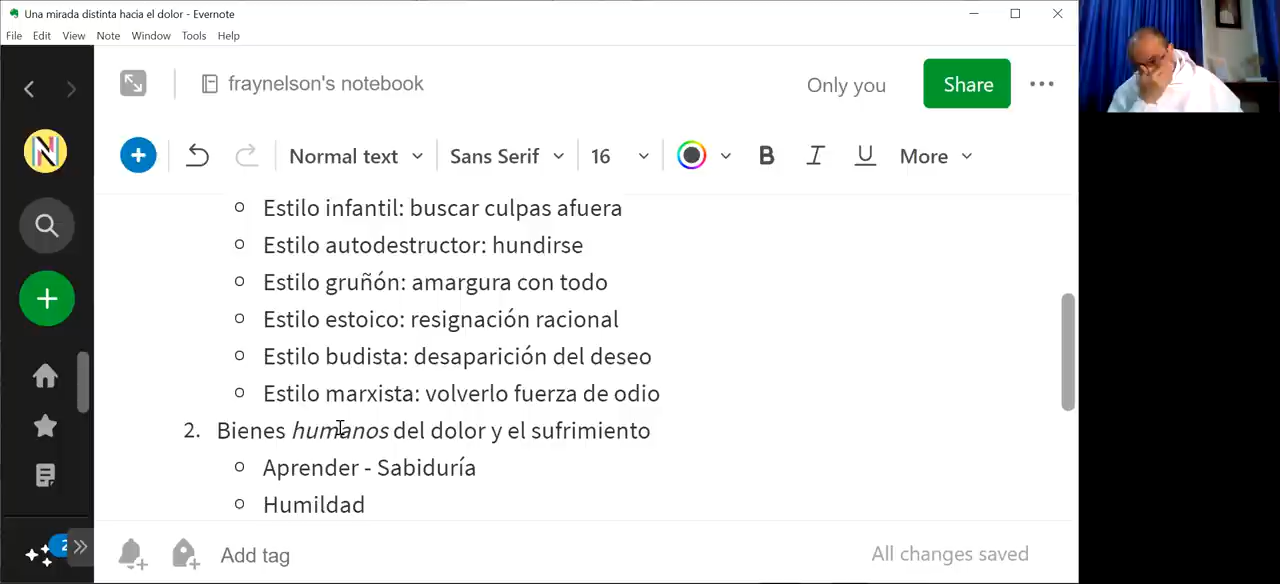 Una mirada distinta hacia el dolor - Evernote
File Edit View Note Window Tools Help
fraynelson's notebook
Only you
Share
Normal text
Sans Serif
16
B I U More
N
Estilo infantil: buscar culpas afuera
Estilo autodestructor: hundirse
Estilo gruñón: amargura con todo
Estilo estoico: resignación racional
Estilo budista: desaparición del deseo
Estilo marxista: volverlo fuerza de odio
2. Bienes humanos del dolor y el sufrimiento
Aprender - Sabiduría
Humildad
2
Add tag
All changes saved